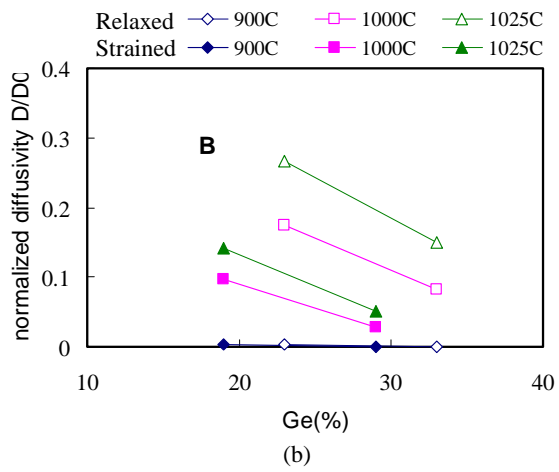 Relaxed 900C 1000C 1025C
Strained 900C 1000C 1025C
normalized diffusivity D/D0
0.4
0.3
0.2
0.1
0
B
10 20 30 40
Ge(%)
(b)